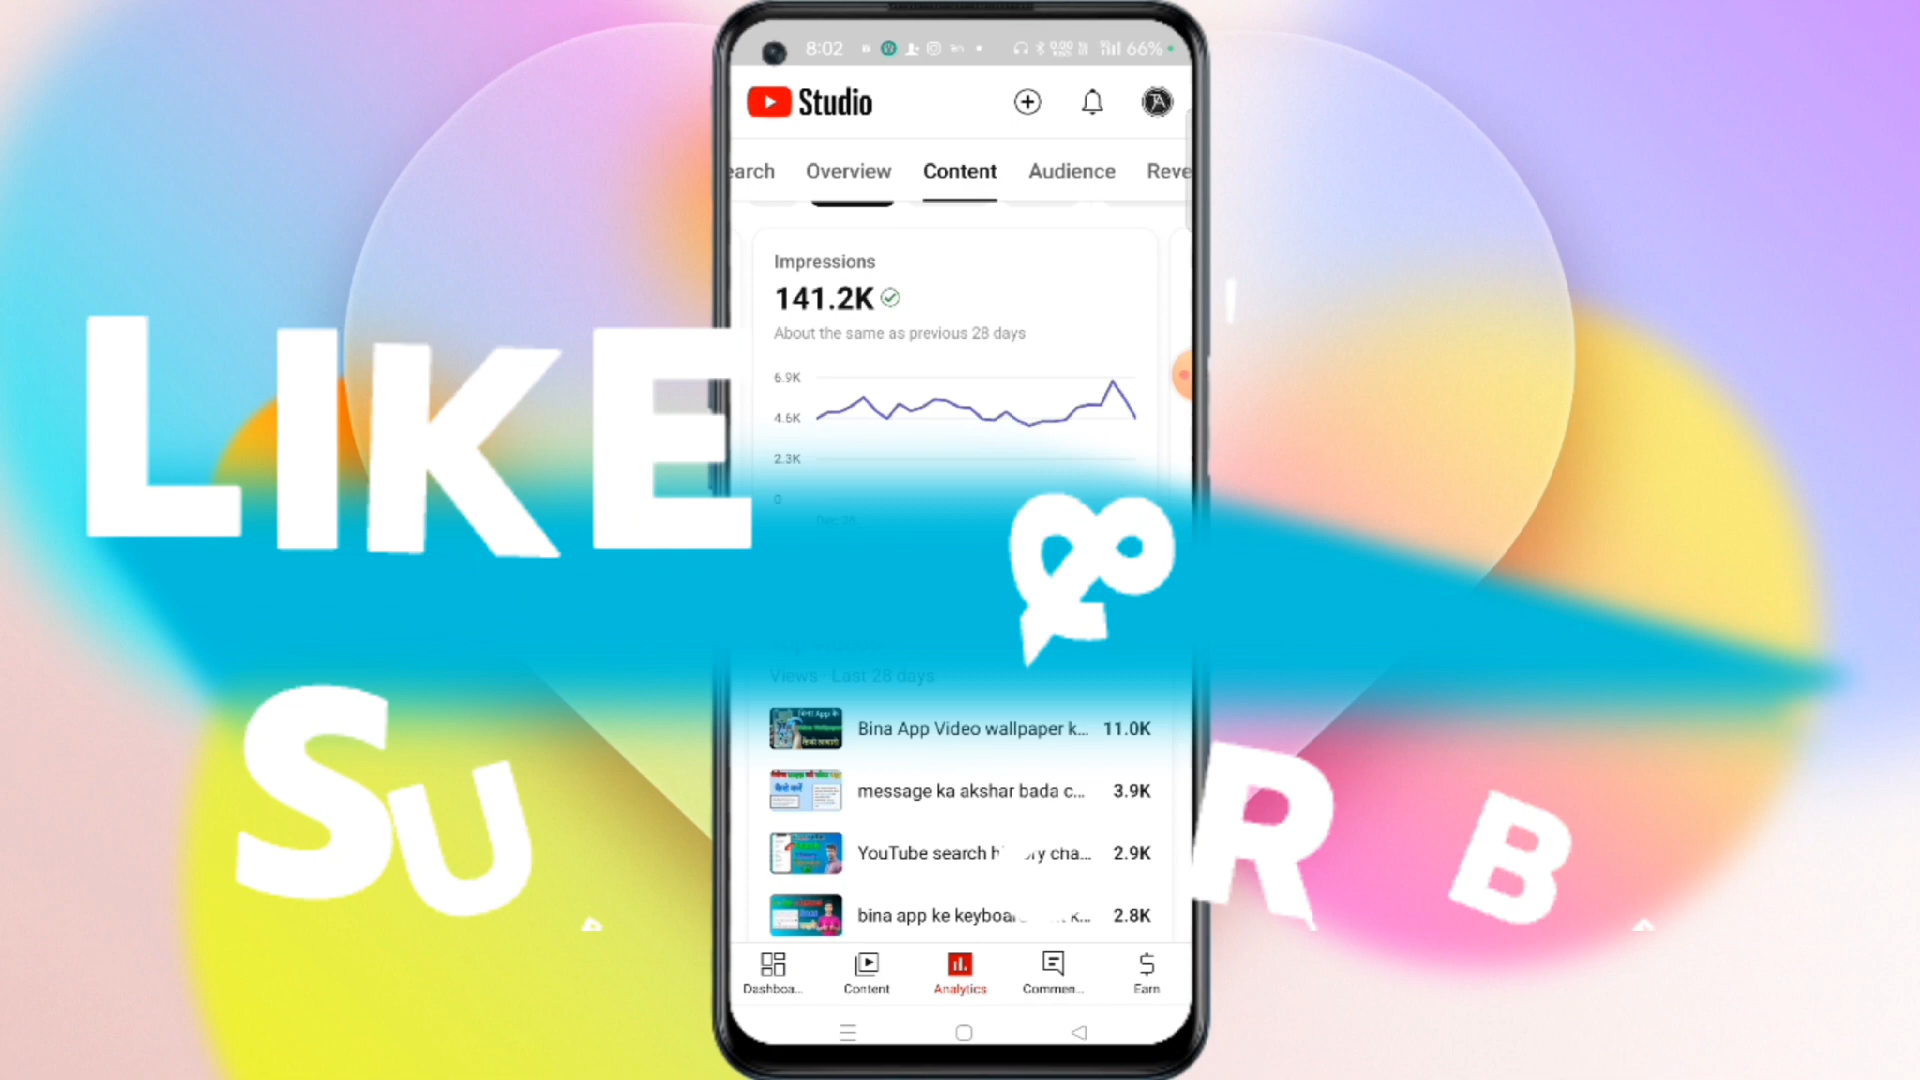 8:02
66%
Studio
earch Overview Content Audience Reve
Impressions
141.2K
About the same as previous 28 days
6.9K
4.6K
2.3K
0
LIKE &
Views · Last 28 days
Bina App Video wallpaper k... 11.0K
message ka akshar bada c... 3.9K
YouTube search ... 2.9K
bina app ke 2.8K
SU R B
Dashboa... Content Analytics Commen... Earn